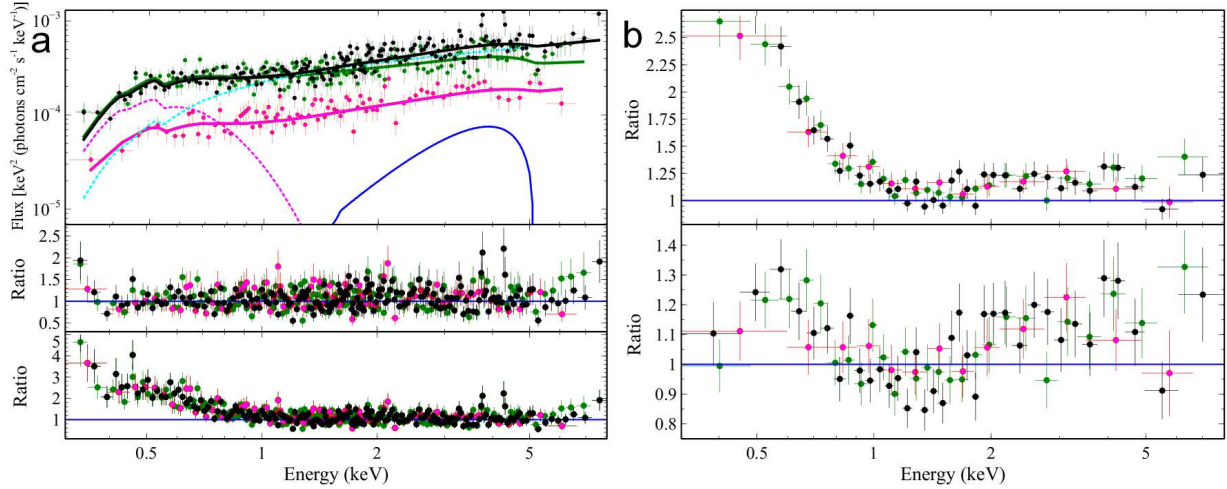 a
Flux [keV² (photons cm⁻² s⁻¹ keV⁻¹)]
10⁻³
10⁻⁴
10⁻⁵
Ratio
2.5
2
1.5
1
0.5
Ratio
5
4
3
2
1
0.5 1 2 5
Energy (keV)
b
Ratio
2.5
2.25
2
1.75
1.5
1.25
1
Ratio
1.4
1.3
1.2
1.1
1
0.9
0.8
0.5 1 2 5
Energy (keV)